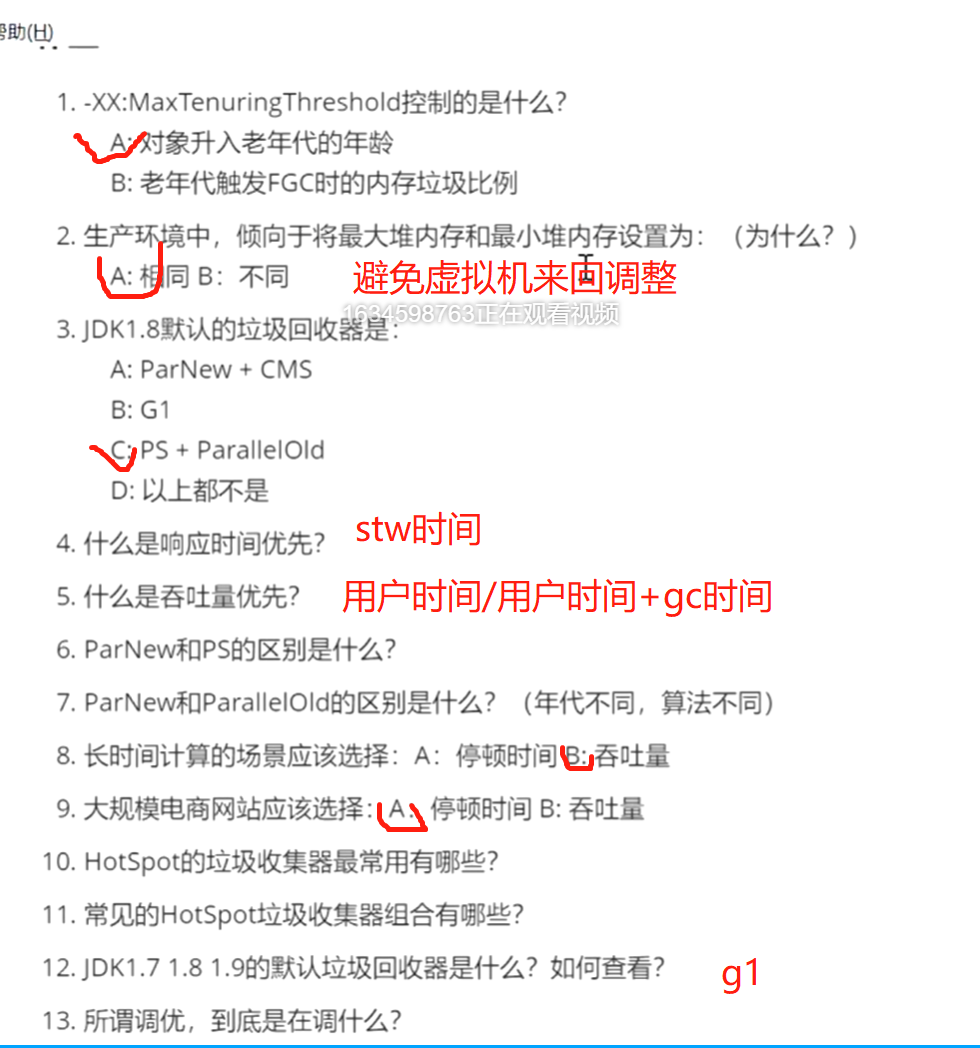 帮助(H)
1. -XX:MaxTenuringThreshold控制的是什么？
A: 对象升入老年代的年龄
B: 老年代触发FGC时的内存垃圾比例
2. 生产环境中，倾向于将最大堆内存和最小堆内存设置为：（为什么？）
A: 相同 B：不同 避免虚拟机来回调整
1634598763正在观看视频
3. JDK1.8默认的垃圾回收器是：
A: ParNew + CMS
B: G1
C: PS + ParallelOld
D: 以上都不是
4. 什么是响应时间优先？ stw时间
5. 什么是吞吐量优先？ 用户时间/用户时间+gc时间
6. ParNew和PS的区别是什么？
7. ParNew和ParallelOld的区别是什么？（年代不同，算法不同）
8. 长时间计算的场景应该选择：A：停顿时间 B: 吞吐量
9. 大规模电商网站应该选择：A：停顿时间 B: 吞吐量
10. HotSpot的垃圾收集器最常用有哪些？
11. 常见的HotSpot垃圾收集器组合有哪些？
12. JDK1.7 1.8 1.9的默认垃圾回收器是什么？如何查看？ g1
13. 所谓调优，到底是在调什么？